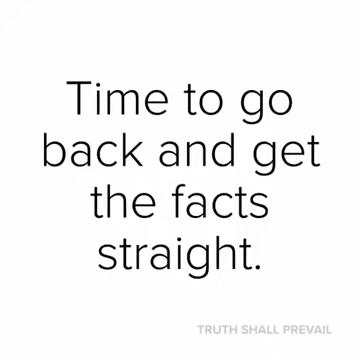 Time to go
back and get
the facts
straight.
TRUTH SHALL PREVAIL